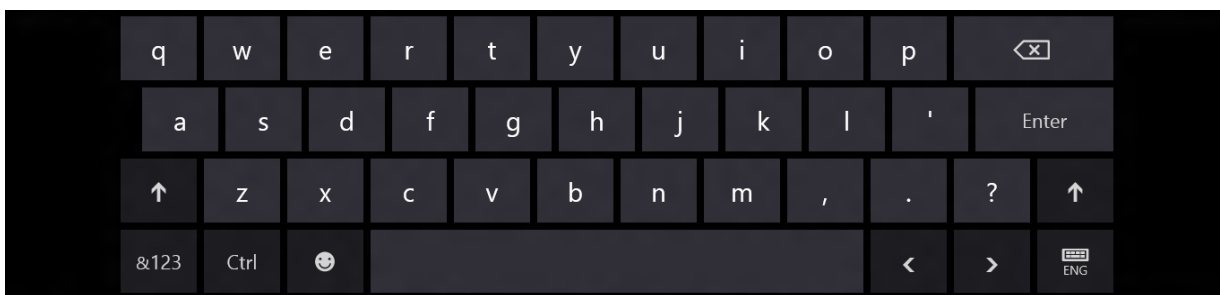 q w e r t y u i o p
a s d f g h j k l ' Enter
z x c v b n m , . ?
&123 Ctrl < > ENG